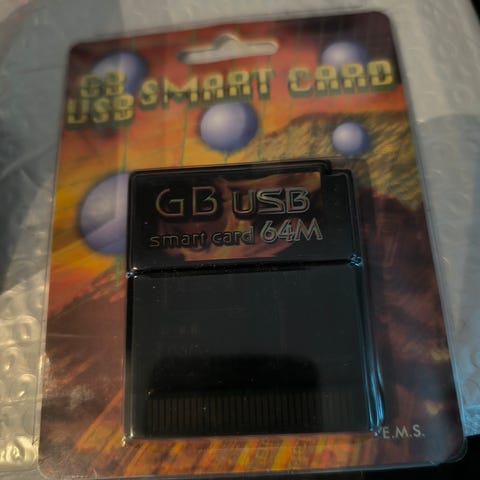 GB USB SMART CARD
GB USB
smart card 64M
E.M.S.